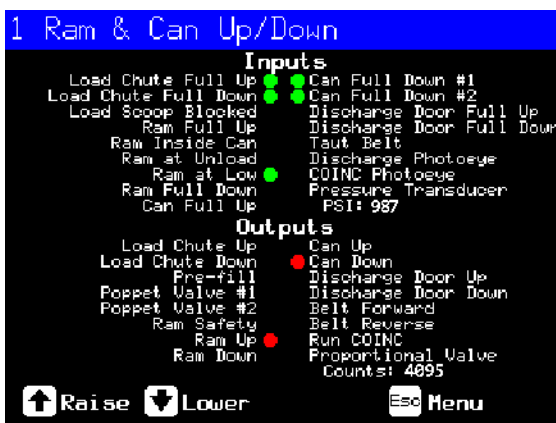 1 Ram & Can Up/Down
Inputs
Load Chute Full Up Can Full Down #1
Load Chute Full Down Can Full Down #2
Load Scoop Blocked Discharge Door Full Up
Ram Full Up Discharge Door Full Down
Ram Inside Can Taut Belt
Ram at Unload Discharge Photoeye
Ram at Low COINC Photoeye
Ram Full Down Pressure Transducer
Can Full Up PSI: 987
Outputs
Load Chute Up Can Up
Load Chute Down Can Down
Pre-fill Discharge Door Up
Poppet Valve #1 Discharge Door Down
Poppet Valve #2 Belt Forward
Ram Safety Belt Reverse
Ram Up Run COINC
Ram Down Proportional Valve
Counts: 4095
Raise Lower Esc Menu